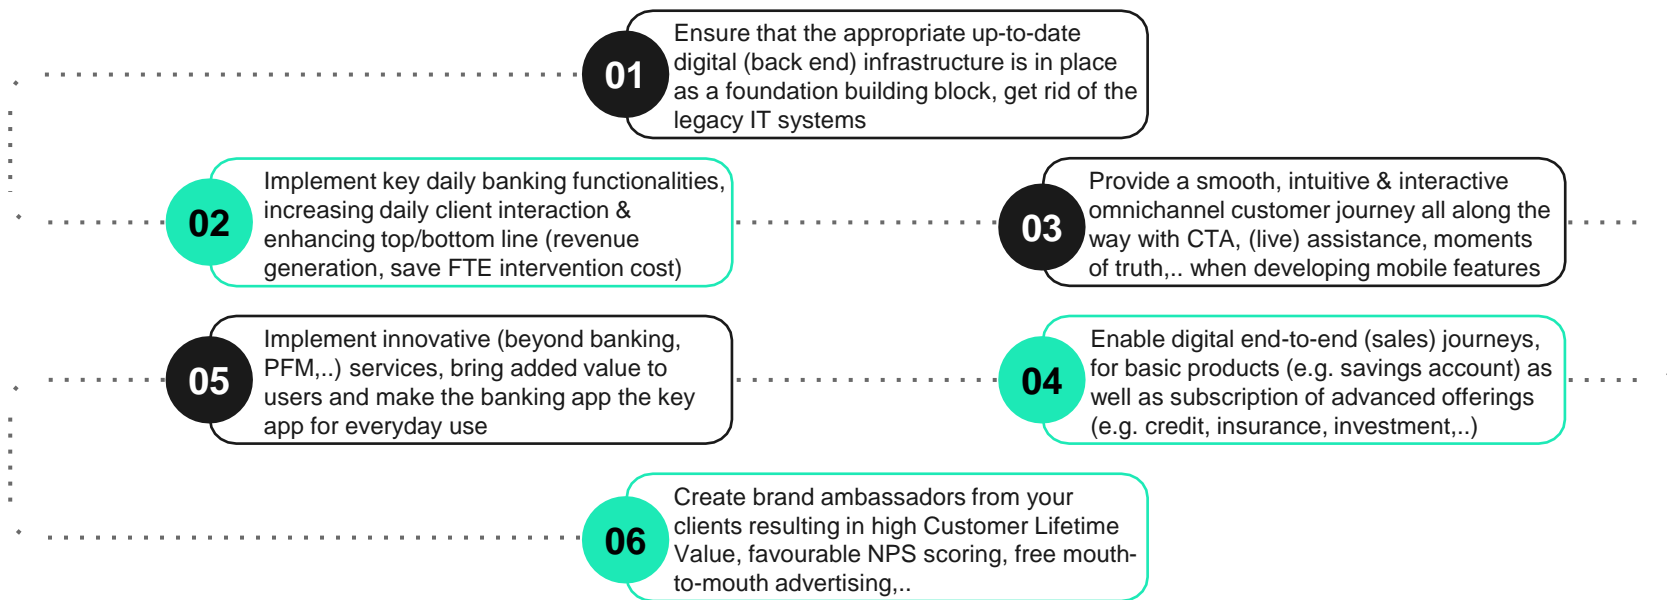 01
Ensure that the appropriate up-to-date
digital (back end) infrastructure is in place
as a foundation building block, get rid of the
legacy IT systems
02
Implement key daily banking functionalities,
increasing daily client interaction &
enhancing top/bottom line (revenue
generation, save FTE intervention cost)
03
Provide a smooth, intuitive & interactive
omnichannel customer journey all along the
way with CTA, (live) assistance, moments
of truth,.. when developing mobile features
04
Enable digital end-to-end (sales) journeys,
for basic products (e.g. savings account) as
well as subscription of advanced offerings
(e.g. credit, insurance, investment,..)
05
Implement innovative (beyond banking,
PFM,..) services, bring added value to
users and make the banking app the key
app for everyday use
06
Create brand ambassadors from your
clients resulting in high Customer Lifetime
Value, favourable NPS scoring, free mouth-
to-mouth advertising,..